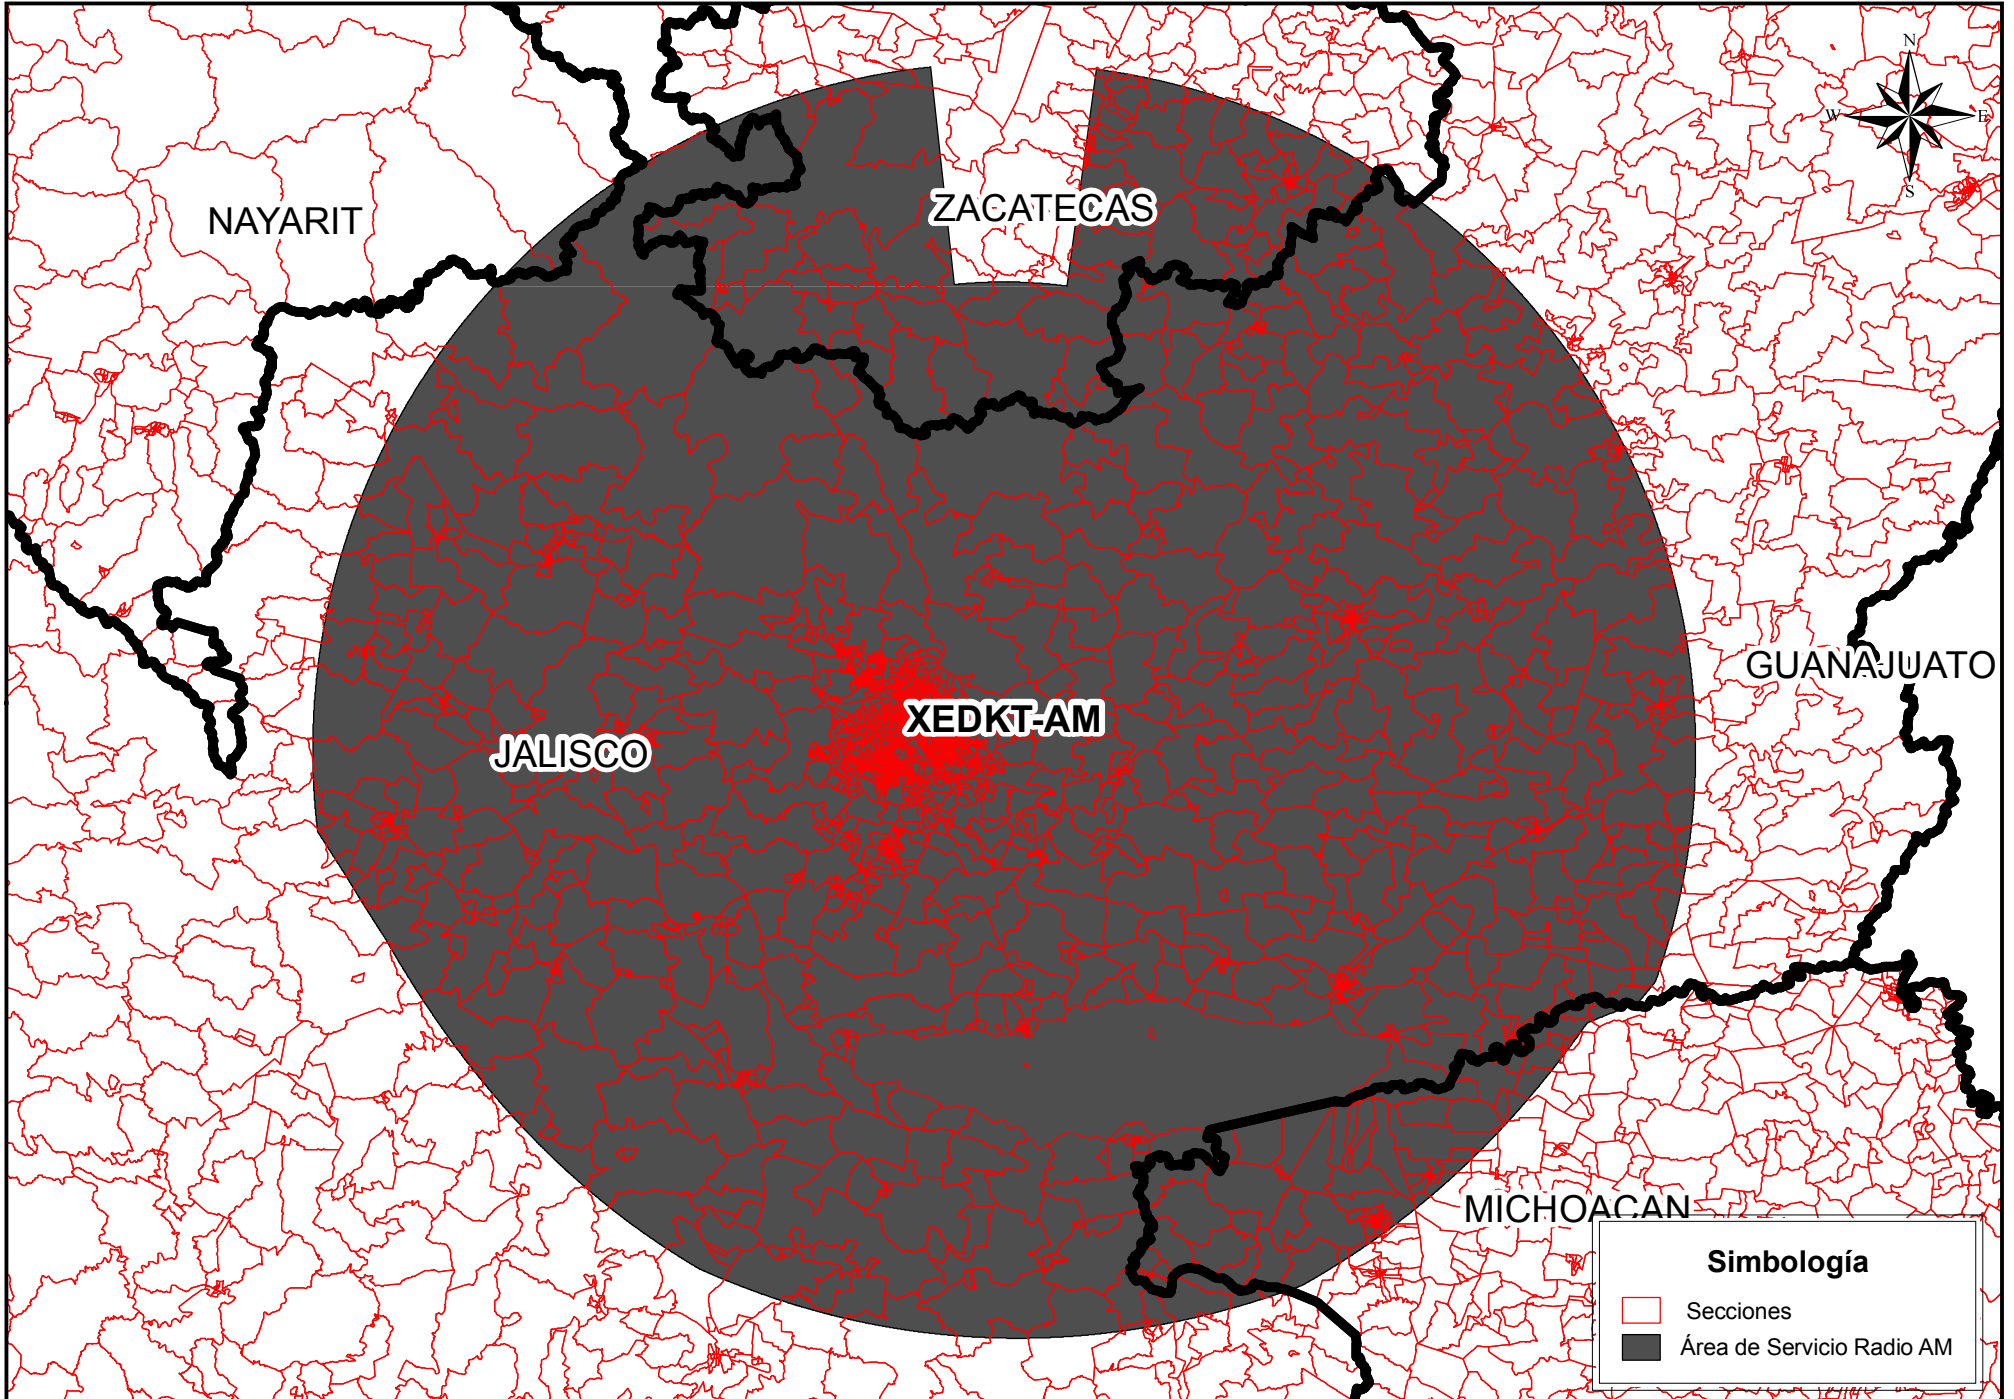 N
W
E
S
NAYARIT
ZACATECAS
GUANAJUATO
XEDKT-AM
JALISCO
MICHOACAN
Simbología
Secciones
Área de Servicio Radio AM